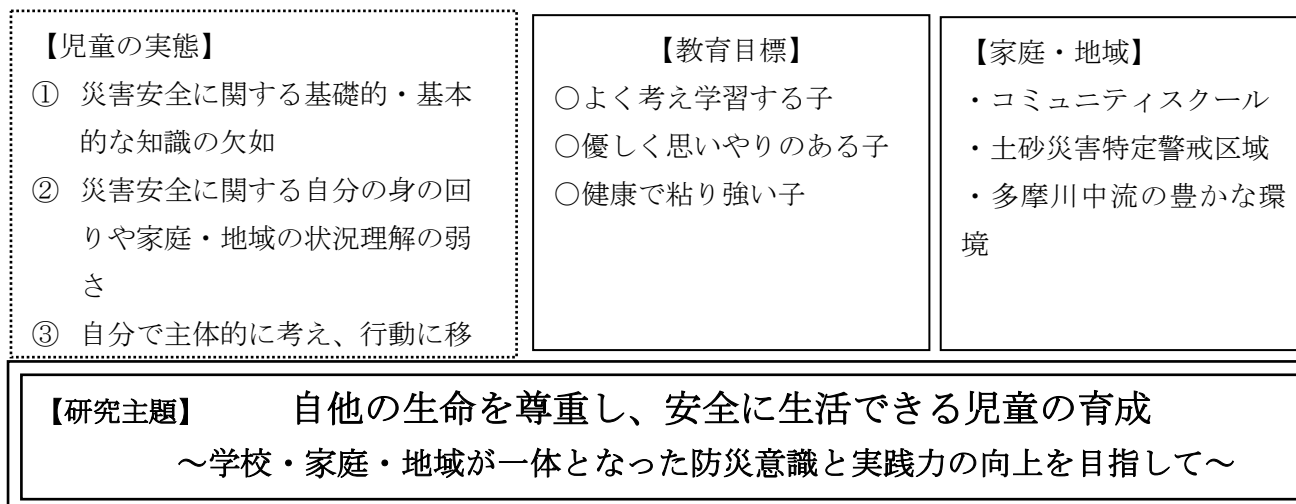 【児童の実態】
① 災害安全に関する基礎的・基本
的な知識の欠如
② 災害安全に関する自分の身の回
りや家庭・地域の状況理解の弱
さ
③ 自分で主体的に考え、行動に移
【教育目標】
○よく考え学習する子
○優しく思いやりのある子
○健康で粘り強い子
【家庭・地域】
・コミュニティスクール
・土砂災害特定警戒区域
・多摩川中流の豊かな環
境
【研究主題】 自他の生命を尊重し、安全に生活できる児童の育成
～学校・家庭・地域が一体となった防災意識と実践力の向上を目指して～